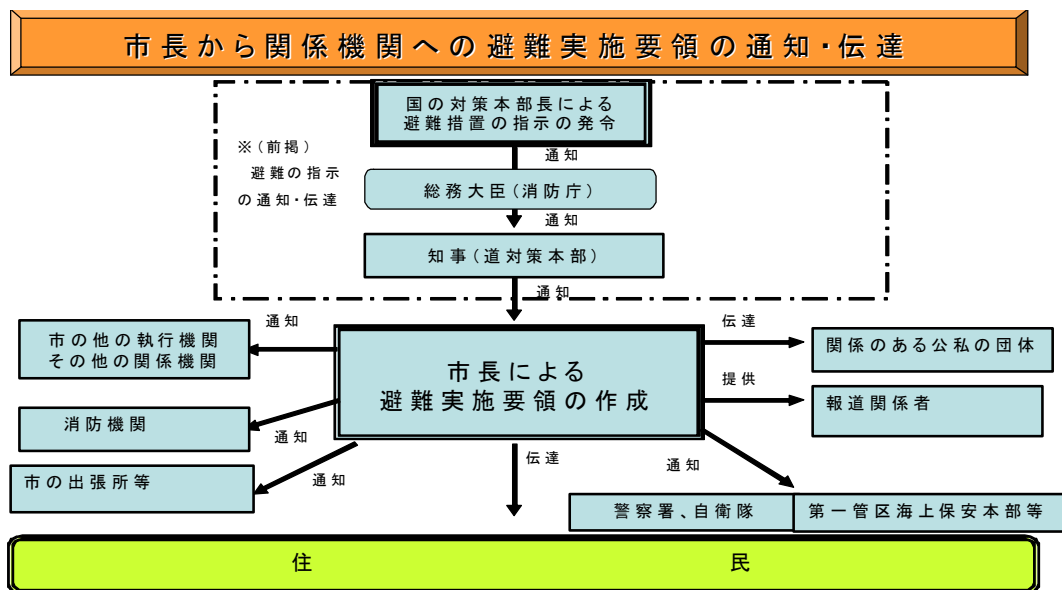 市長から関係機関への避難実施要領の通知・伝達
国の対策本部長による
避難措置の指示の発令
※（前掲）
避難の指示
の通知・伝達
通知
総務大臣（消防庁）
通知
知事（道対策本部）
通知
市の他の執行機関
その他の関係機関
通知
市長による
避難実施要領の作成
伝達
関係のある公私の団体
提供
報道関係者
消防機関
通知
市の出張所等
通知
伝達
通知
警察署、自衛隊
第一管区海上保安本部等
住民